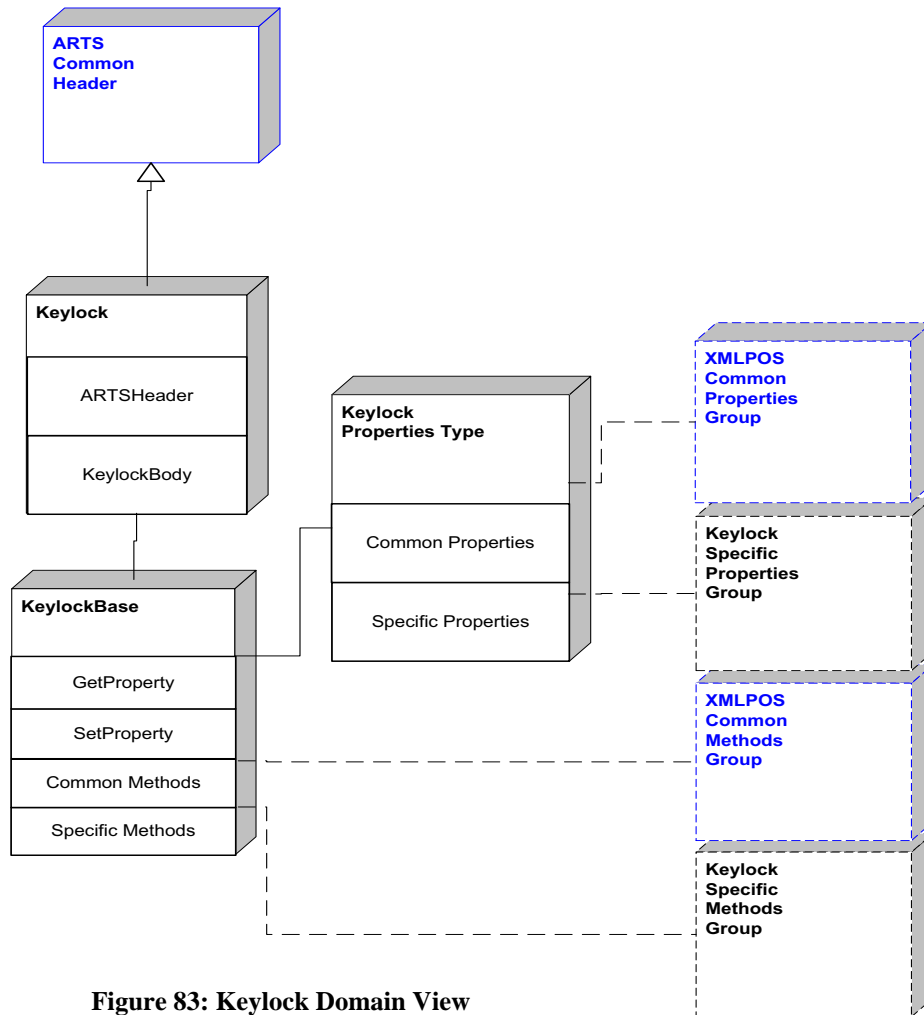 ARTS
Common
Header
Keylock
ARTSHeader
KeylockBody
Keylock
Properties Type
Common Properties
Specific Properties
XMLPOS
Common
Properties
Group
Keylock
Specific
Properties
Group
KeylockBase
GetProperty
SetProperty
Common Methods
Specific Methods
XMLPOS
Common
Methods
Group
Keylock
Specific
Methods
Group
Figure 83: Keylock Domain View